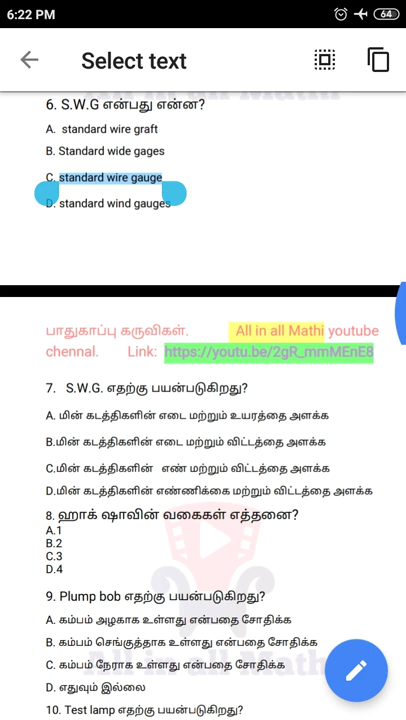 6:22 PM 64
Select text
6. S.W.G என்பது என்ன?
A. standard wire graft
B. Standard wide gages
C. standard wire gauge
D. standard wind gauges
பாதுகாப்பு கருவிகள். All in all Mathi youtube
chennal. Link: https://youtu.be/2gR_mmMEnE8
7. S.W.G. எதற்கு பயன்படுகிறது?
A. மின் கடத்திகளின் எடை மற்றும் உயரத்தை அளக்க
B.மின் கடத்திகளின் எடை மற்றும் விட்டத்தை அளக்க
C.மின் கடத்திகளின் எண் மற்றும் விட்டத்தை அளக்க
D.மின் கடத்திகளின் எண்ணிக்கை மற்றும் விட்டத்தை அளக்க
8. ஹாக் ஷாவின் வகைகள் எத்தனை?
A.1
B.2
C.3
D.4
9. Plump bob எதற்கு பயன்படுகிறது?
A. கம்பம் அழகாக உள்ளது என்பதை சோதிக்க
B. கம்பம் செங்குத்தாக உள்ளது என்பதை சோதிக்க
C. கம்பம் நேராக உள்ளது என்பதை சோதிக்க
All in all Math
D. எதுவும் இல்லை
10. Test lamp எதற்கு பயன்படுகிறது?